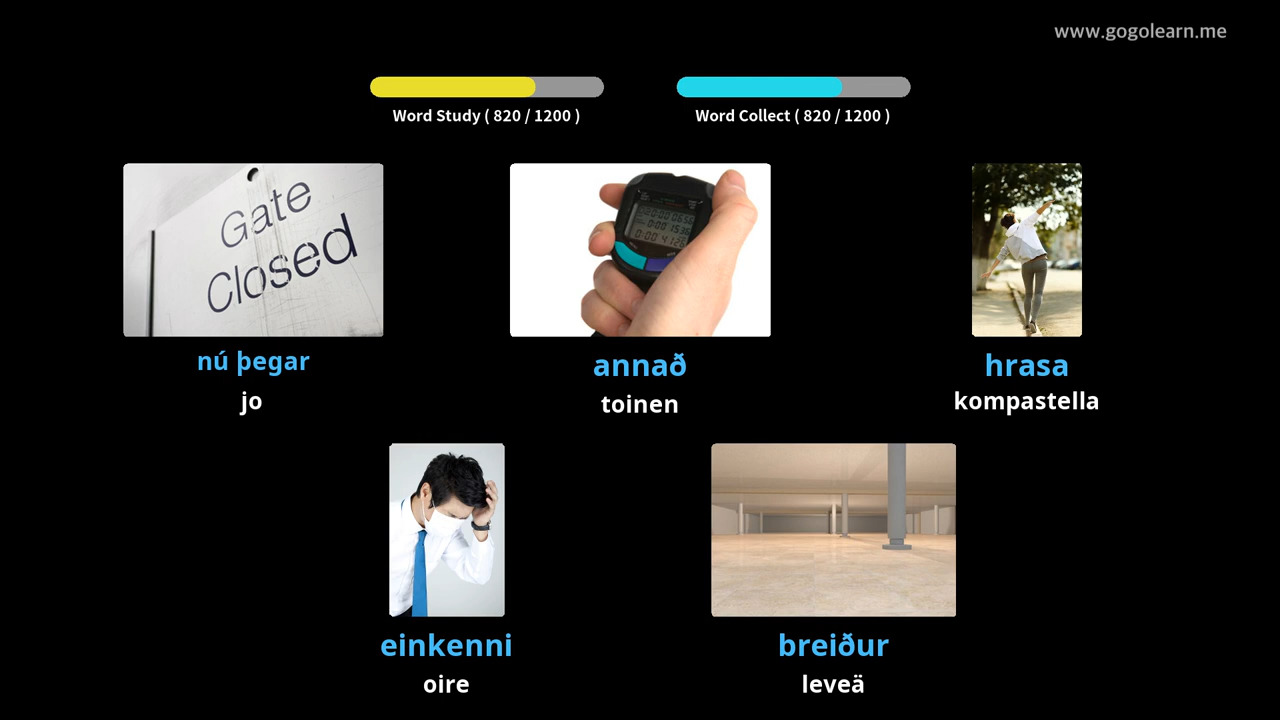 www.gogolearn.me
Word Study ( 820 / 1200 )
Word Collect ( 820 / 1200 )
Gate
Closed
nú þegar
jo
annað
toinen
hrasa
kompastella
einkenni
oire
breiður
leveä